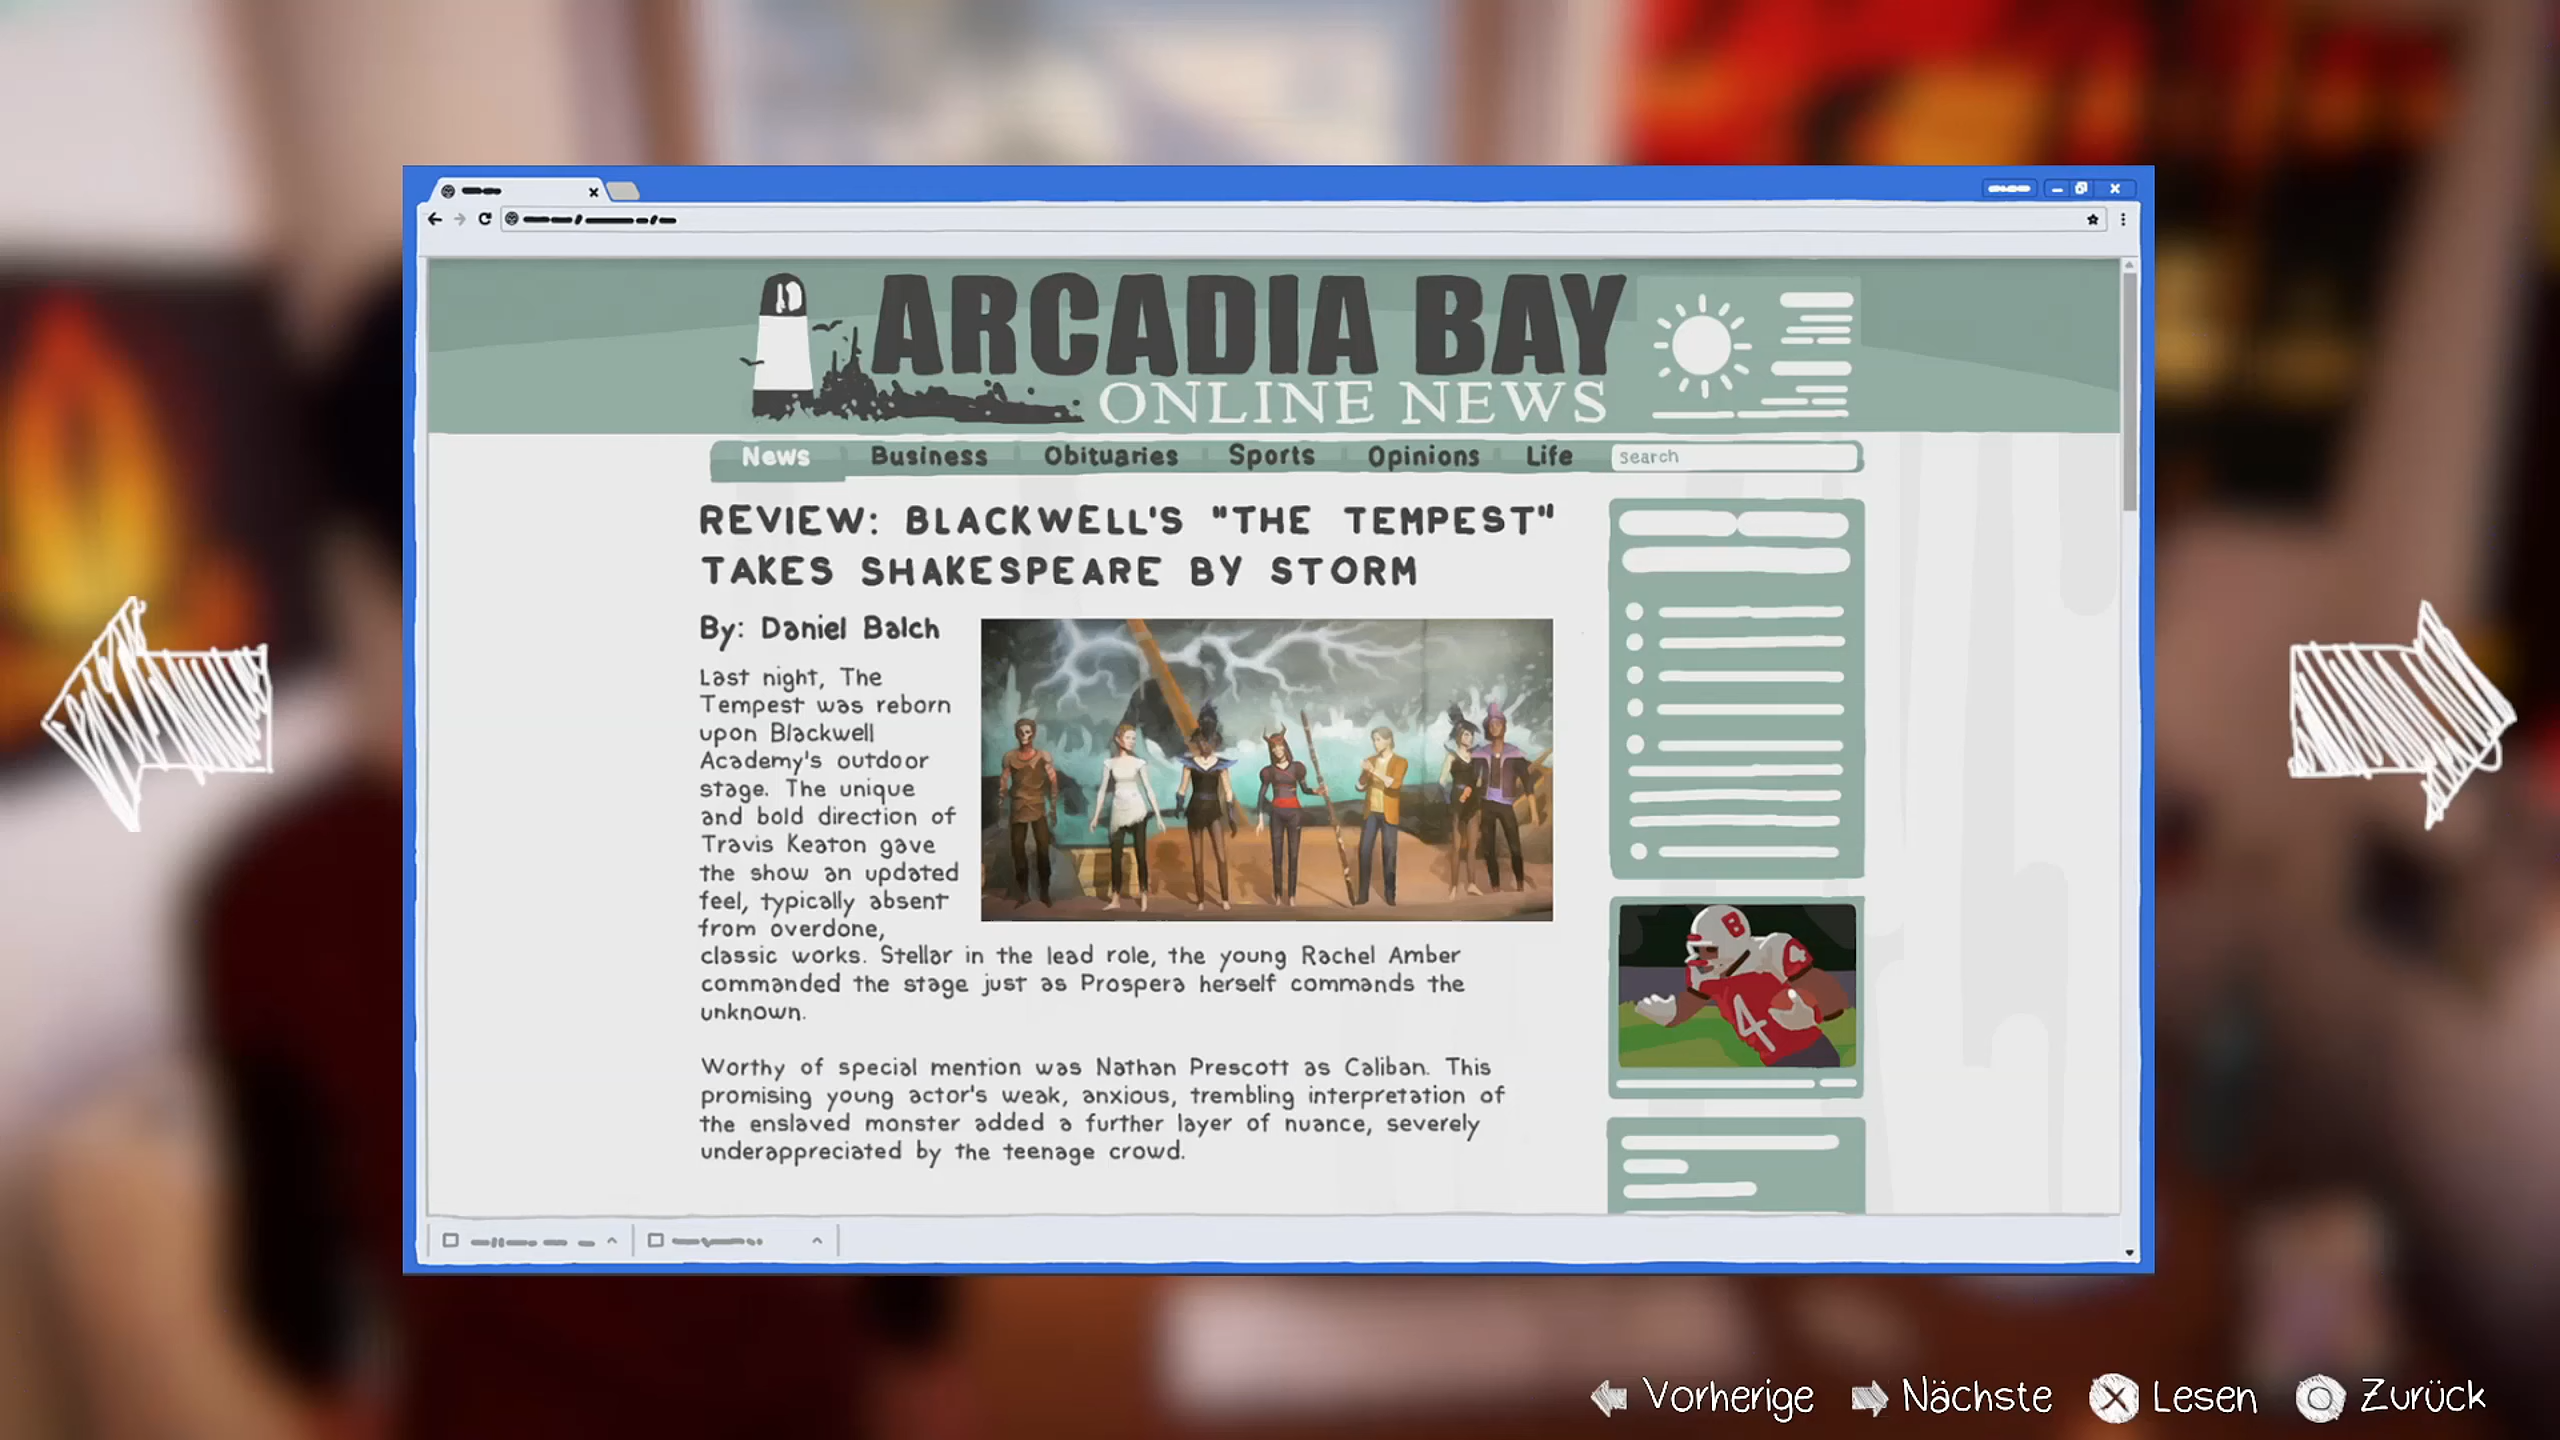 ARCADIA BAY
ONLINE NEWS
News Business Obituaries Sports Opinions Life search
REVIEW: BLACKWELL'S "THE TEMPEST"
TAKES SHAKESPEARE BY STORM
By: Daniel Balch
Last night, The
Tempest was reborn
upon Blackwell
Academy's outdoor
stage. The unique
and bold direction of
Travis Keaton gave
the show an updated
feel, typically absent
from overdone,
classic works. Stellar in the lead role, the young Rachel Amber
commanded the stage just as Prospera herself commands the
unknown.
Worthy of special mention was Nathan Prescott as Caliban. This
promising young actor's weak, anxious, trembling interpretation of
the enslaved monster added a further layer of nuance, severely
underappreciated by the teenage crowd.
B
4
4
Vorherige Nächste Lesen Zurück